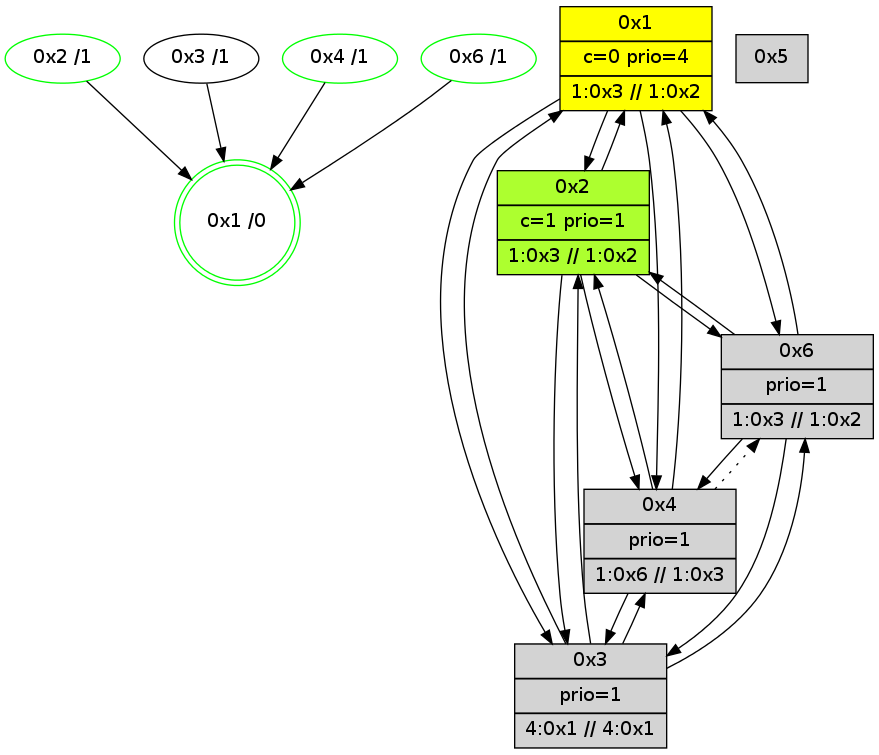 0x2 /1
0x3 /1
0x4 /1
0x6 /1
0x1 /0
0x1
c=0 prio=4
1:0x3 // 1:0x2
0x5
0x2
c=1 prio=1
1:0x3 // 1:0x2
0x6
prio=1
1:0x3 // 1:0x2
0x4
prio=1
1:0x6 // 1:0x3
0x3
prio=1
4:0x1 // 4:0x1